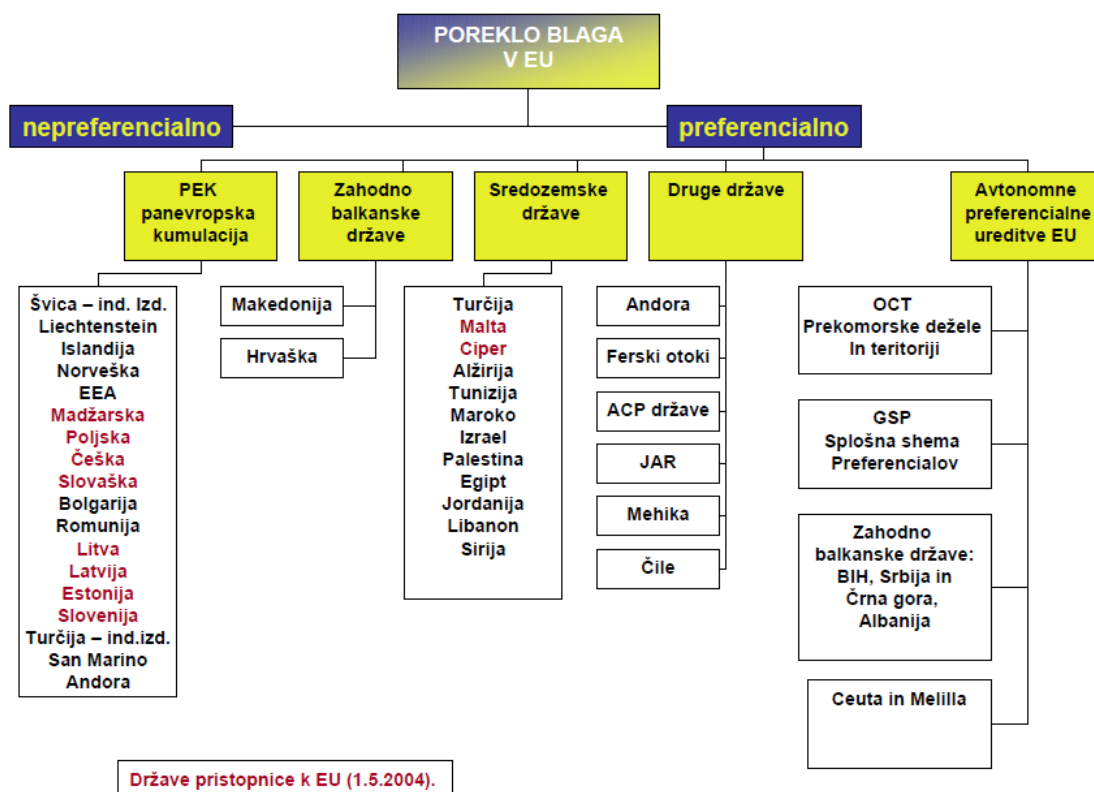 POREKLO BLAGA
V EU
nepreferencialno
preferencialno
PEK
panevropska
kumulacija
Zahodno
balkanske
države
Sredozemske
države
Druge države
Avtonomne
preferencialne
ureditve EU
Švica – ind. Izd.
Liechtenstein
Islandija
Norveška
EEA
Madžarska
Poljska
Češka
Slovaška
Bolgarija
Romunija
Litva
Latvija
Estonija
Slovenija
Turčija – ind.izd.
San Marino
Andora
Makedonija
Hrvaška
Turčija
Malta
Ciper
Alžirija
Tunizija
Maroko
Izrael
Palestina
Egipt
Jordanija
Libanon
Sirija
Andora
Ferski otoki
ACP države
JAR
Mehika
Čile
OCT
Prekomorske dežele
In teritoriji
GSP
Splošna shema
Preferencialov
Zahodno
balkanske države:
BIH, Srbija in
Črna gora,
Albanija
Ceuta in Melilla
Države pristopnice k EU (1.5.2004).